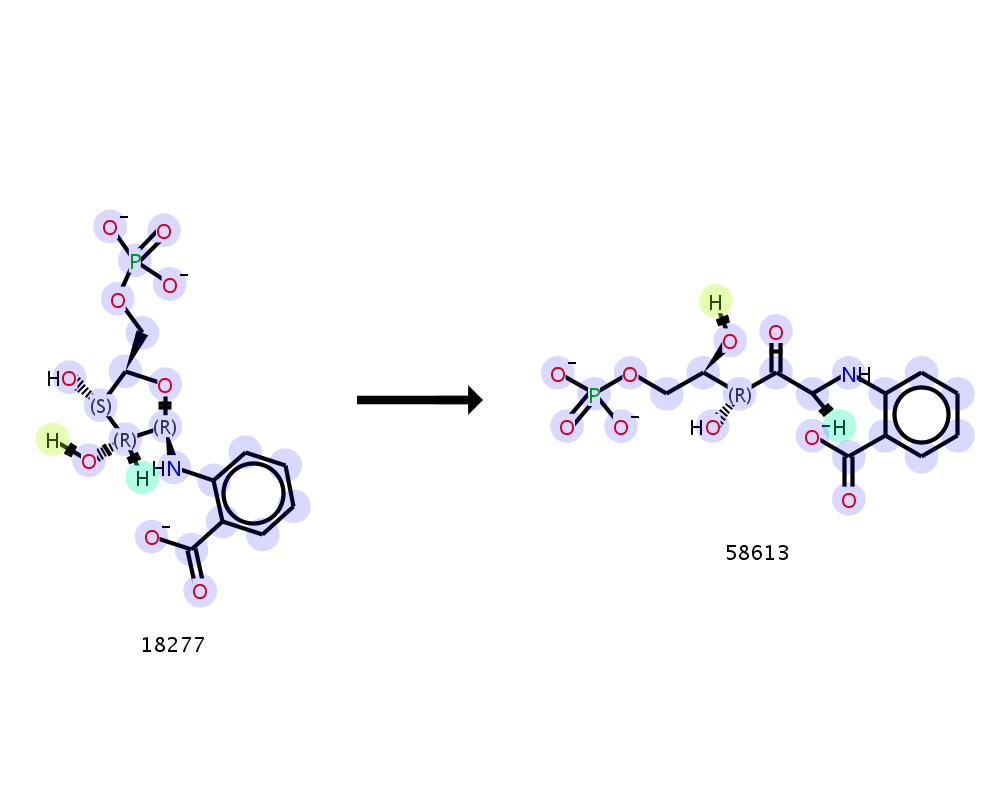 O⁻ O
P
O O⁻
HO O
(S) (R)
H (R)
O H HN
O⁻
O
18277
H
O⁻ O O O NH
P (R) ⁻H
O O⁻ HO O
O
58613